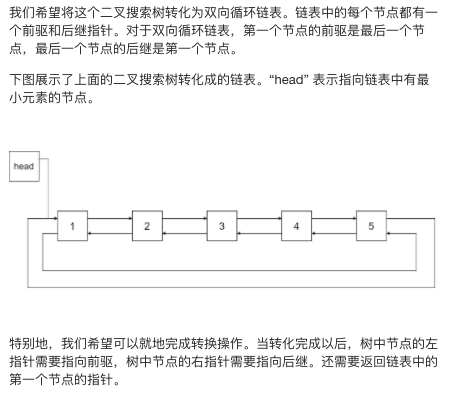 我们希望将这个二叉搜索树转化为双向循环链表。链表中的每个节点都有一
个前驱和后继指针。对于双向循环链表，第一个节点的前驱是最后一个节
点，最后一个节点的后继是第一个节点。
下图展示了上面的二叉搜索树转化成的链表。“head” 表示指向链表中有最
小元素的节点。
head
1 2 3 4 5
特别地，我们希望可以就地完成转换操作。当转化完成以后，树中节点的左
指针需要指向前驱，树中节点的右指针需要指向后继。还需要返回链表中的
第一个节点的指针。